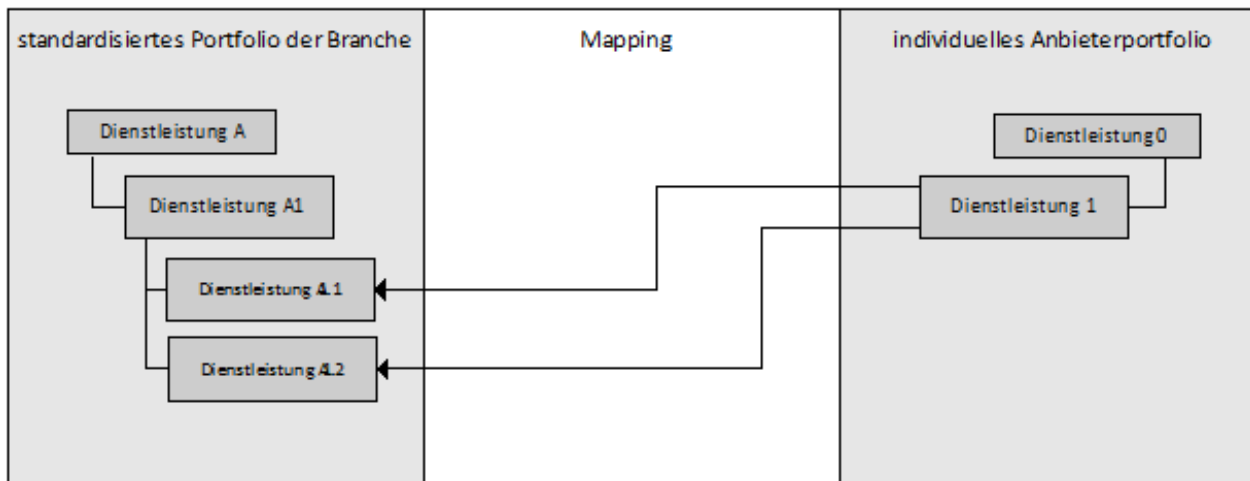 standardisiertes Portfolio der Branche
Mapping
individuelles Anbieterportfolio
Dienstleistung A
Dienstleistung 0
Dienstleistung A1
Dienstleistung 1
Dienstleistung A1.1
Dienstleistung A1.2